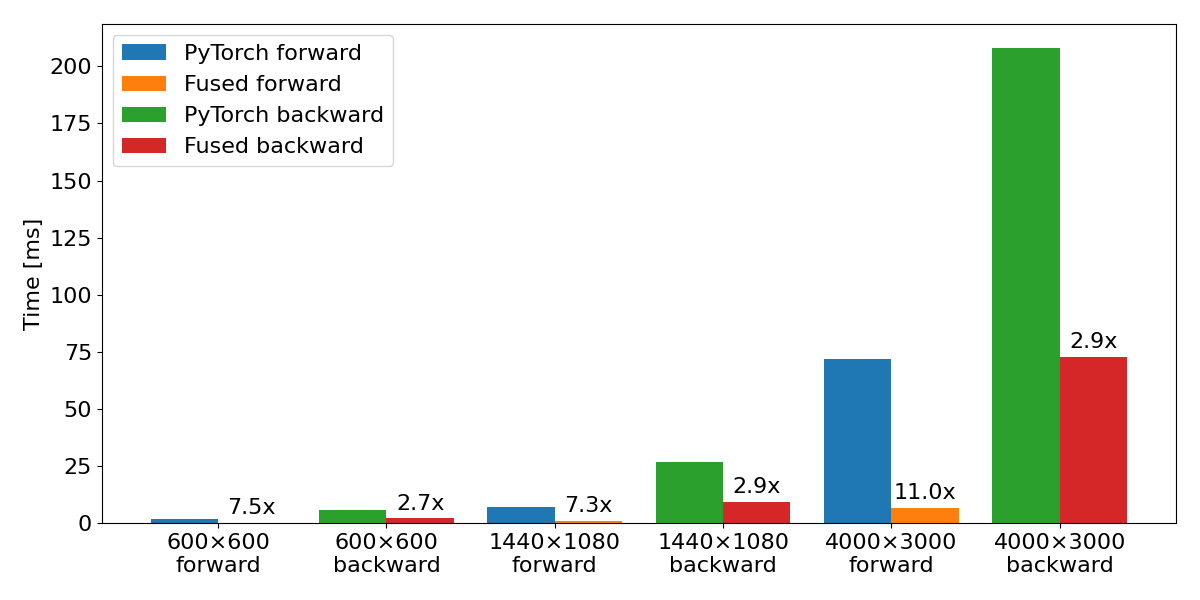 PyTorch forward
Fused forward
PyTorch backward
Fused backward
Time [ms]
200
175
150
125
100
75
50
25
0
7.5x
2.7x
7.3x
2.9x
11.0x
2.9x
600×600 forward
600×600 backward
1440×1080 forward
1440×1080 backward
4000×3000 forward
4000×3000 backward